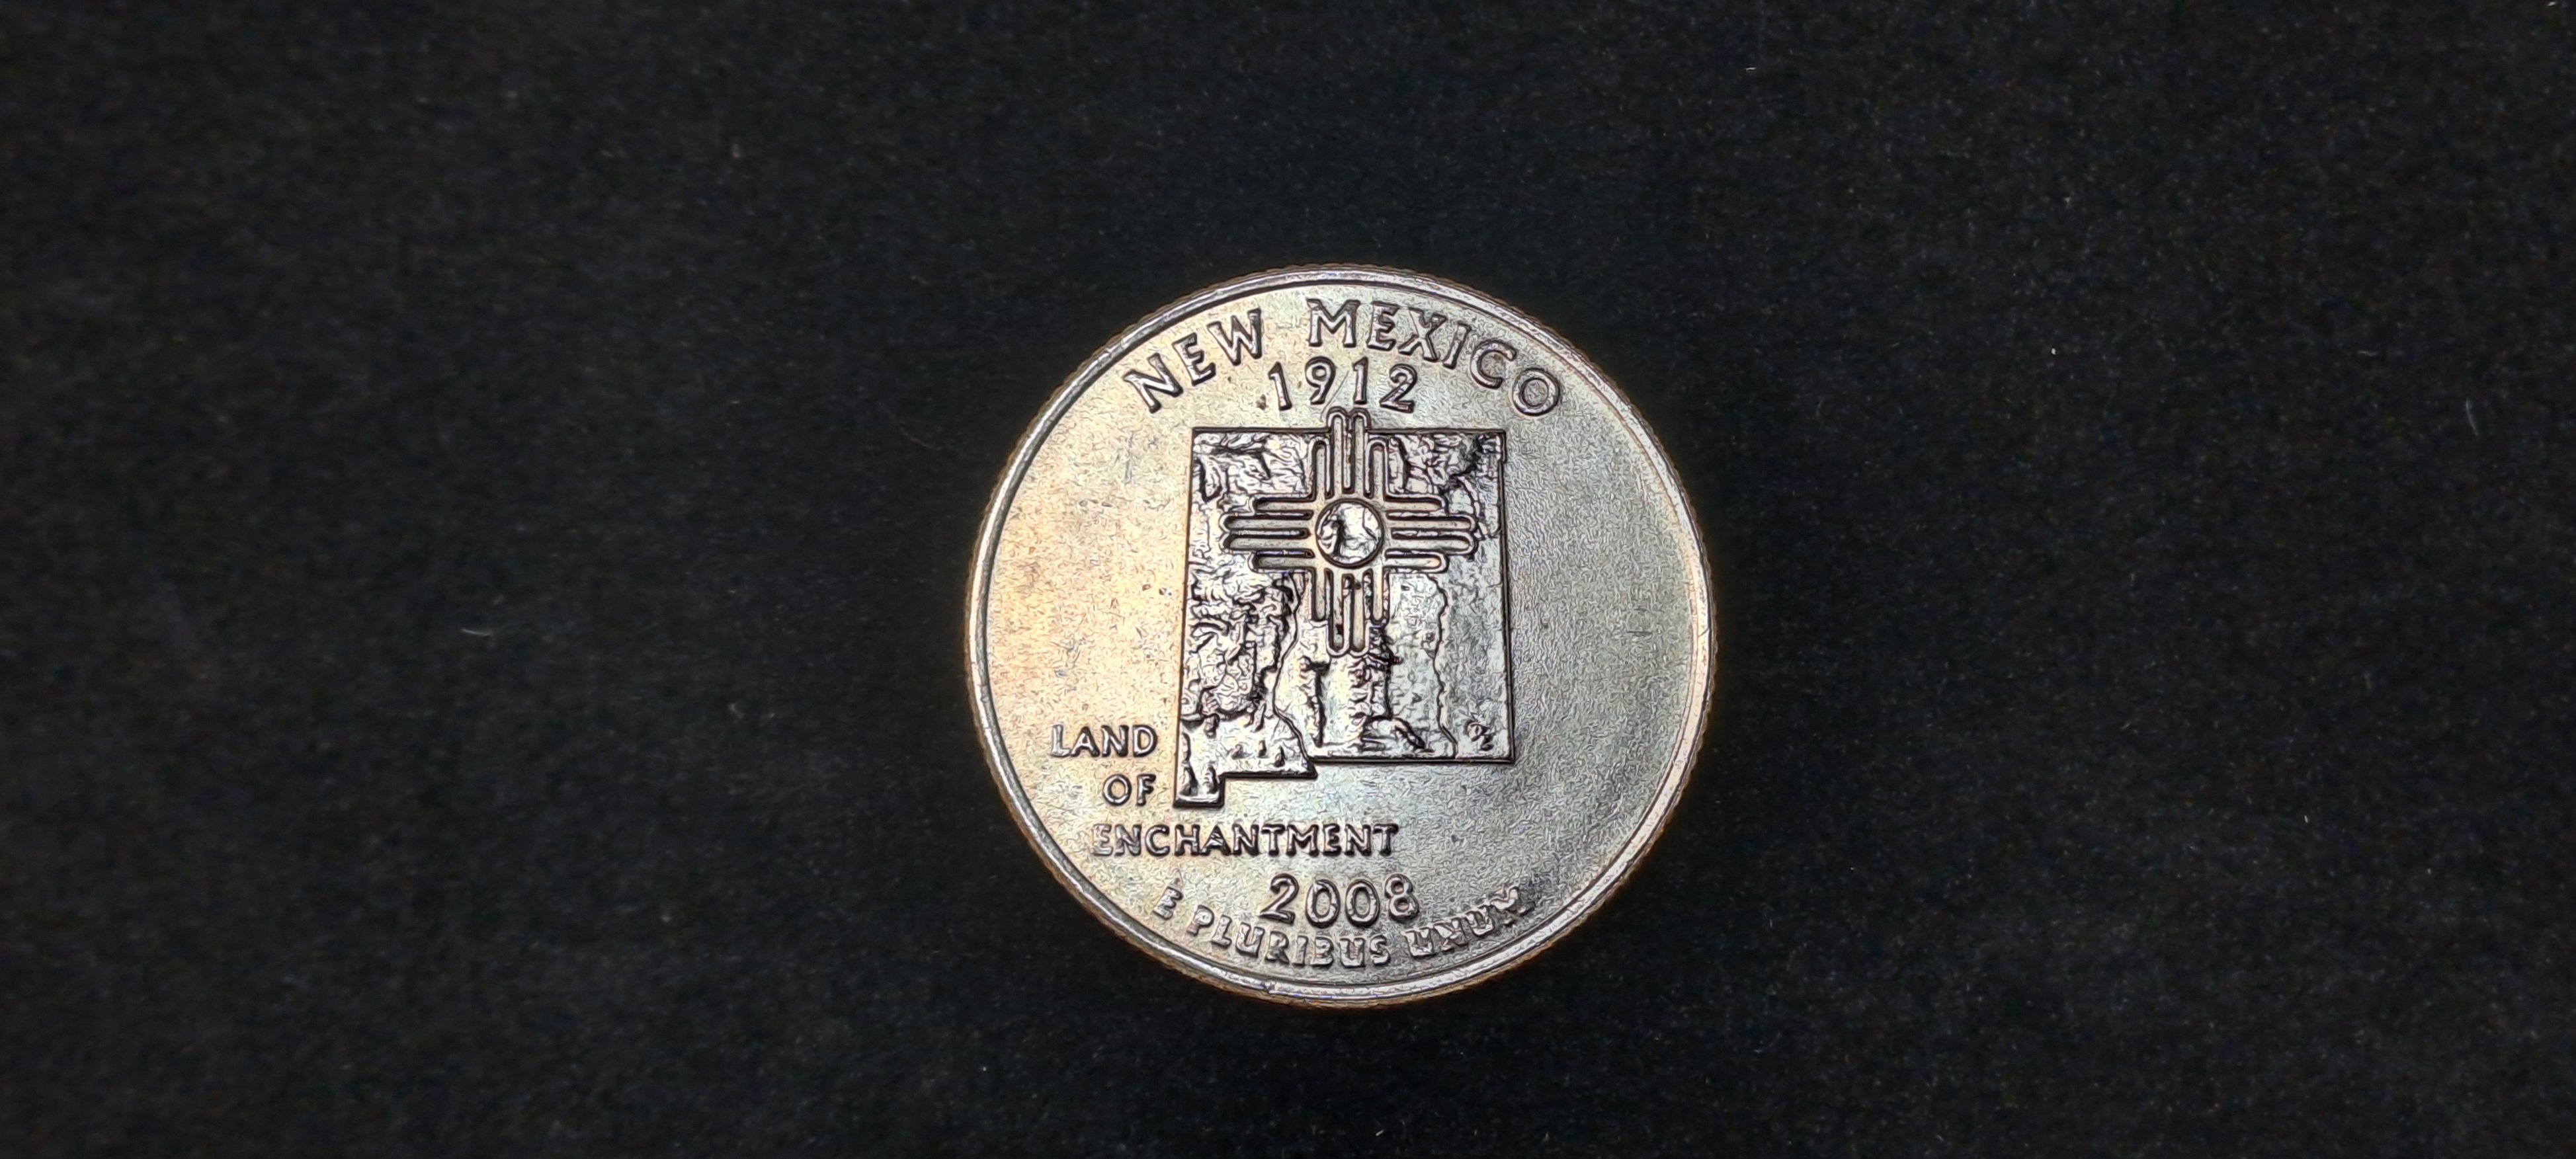 NEW MEXICO
1912
LAND
OF
ENCHANTMENT
2008
E PLURIBUS UNUM